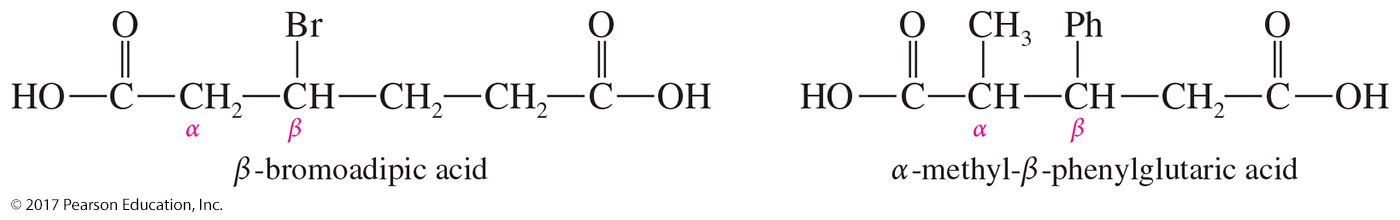 O Br O O CH₃ Ph O
HO—C—CH₂—CH—CH₂—CH₂—C—OH HO—C—CH—CH—CH₂—C—OH
α β α β
β-bromoadipic acid α-methyl-β-phenylglutaric acid
© 2017 Pearson Education, Inc.